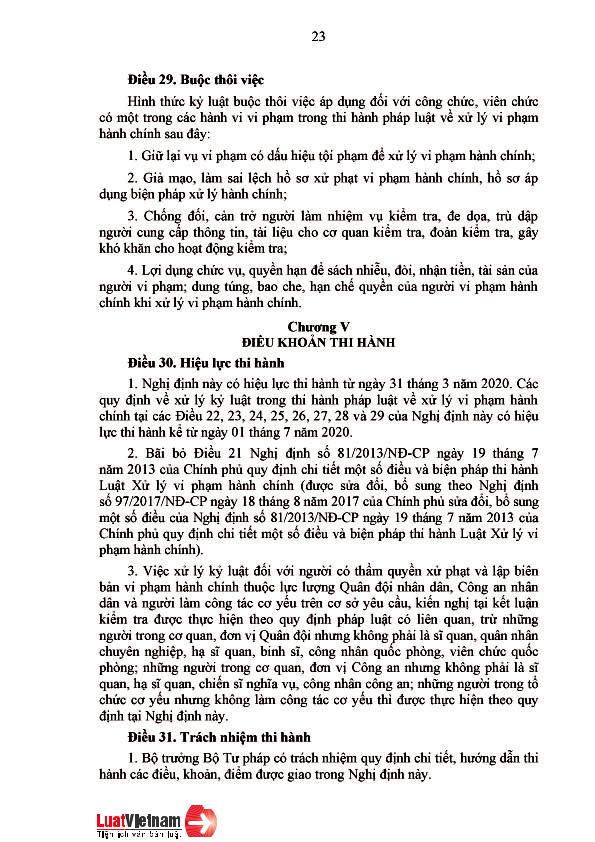 23
Điều 29. Buộc thôi việc
Hình thức kỷ luật buộc thôi việc áp dụng đối với công chức, viên chức
có một trong các hành vi vi phạm trong thi hành pháp luật về xử lý vi phạm
hành chính sau đây:
1. Giữ lại vụ vi phạm có dấu hiệu tội phạm để xử lý vi phạm hành chính;
2. Giả mạo, làm sai lệch hồ sơ xử phạt vi phạm hành chính, hồ sơ áp
dụng biện pháp xử lý hành chính;
3. Chống đối, cản trở người làm nhiệm vụ kiểm tra, đe dọa, trù dập
người cung cấp thông tin, tài liệu cho cơ quan kiểm tra, đoàn kiểm tra, gây
khó khăn cho hoạt động kiểm tra;
4. Lợi dụng chức vụ, quyền hạn để sách nhiễu, đòi, nhận tiền, tài sản của
người vi phạm; dung túng, bao che, hạn chế quyền của người vi phạm hành
chính khi xử lý vi phạm hành chính.
Chương V
ĐIỀU KHOẢN THI HÀNH
Điều 30. Hiệu lực thi hành
1. Nghị định này có hiệu lực thi hành từ ngày 31 tháng 3 năm 2020. Các
quy định về xử lý kỷ luật trong thi hành pháp luật về xử lý vi phạm hành
chính tại các Điều 22, 23, 24, 25, 26, 27, 28 và 29 của Nghị định này có hiệu
lực thi hành kể từ ngày 01 tháng 7 năm 2020.
2. Bãi bỏ Điều 21 Nghị định số 81/2013/NĐ-CP ngày 19 tháng 7
năm 2013 của Chính phủ quy định chi tiết một số điều và biện pháp thi hành
Luật Xử lý vi phạm hành chính (được sửa đổi, bổ sung theo Nghị định
số 97/2017/NĐ-CP ngày 18 tháng 8 năm 2017 của Chính phủ sửa đổi, bổ sung
một số điều của Nghị định số 81/2013/NĐ-CP ngày 19 tháng 7 năm 2013 của
Chính phủ quy định chi tiết một số điều và biện pháp thi hành Luật Xử lý vi
phạm hành chính).
3. Việc xử lý kỷ luật đối với người có thẩm quyền xử phạt và lập biên
bản vi phạm hành chính thuộc lực lượng Quân đội nhân dân, Công an nhân
dân và người làm công tác cơ yếu trên cơ sở yêu cầu, kiến nghị tại kết luận
kiểm tra được thực hiện theo quy định pháp luật có liên quan, trừ những
người trong cơ quan, đơn vị Quân đội nhưng không phải là sĩ quan, quân nhân
chuyên nghiệp, hạ sĩ quan, binh sĩ, công nhân quốc phòng, viên chức quốc
phòng; những người trong cơ quan, đơn vị Công an nhưng không phải là sĩ
quan, hạ sĩ quan, chiến sĩ nghĩa vụ, công nhân công an; những người trong tổ
chức cơ yếu nhưng không làm công tác cơ yếu thì được thực hiện theo quy
định tại Nghị định này.
Điều 31. Trách nhiệm thi hành
1. Bộ trưởng Bộ Tư pháp có trách nhiệm quy định chi tiết, hướng dẫn thi
hành các điều, khoản, điểm được giao trong Nghị định này.
LuatVietnam
Tiện ích văn bản luật